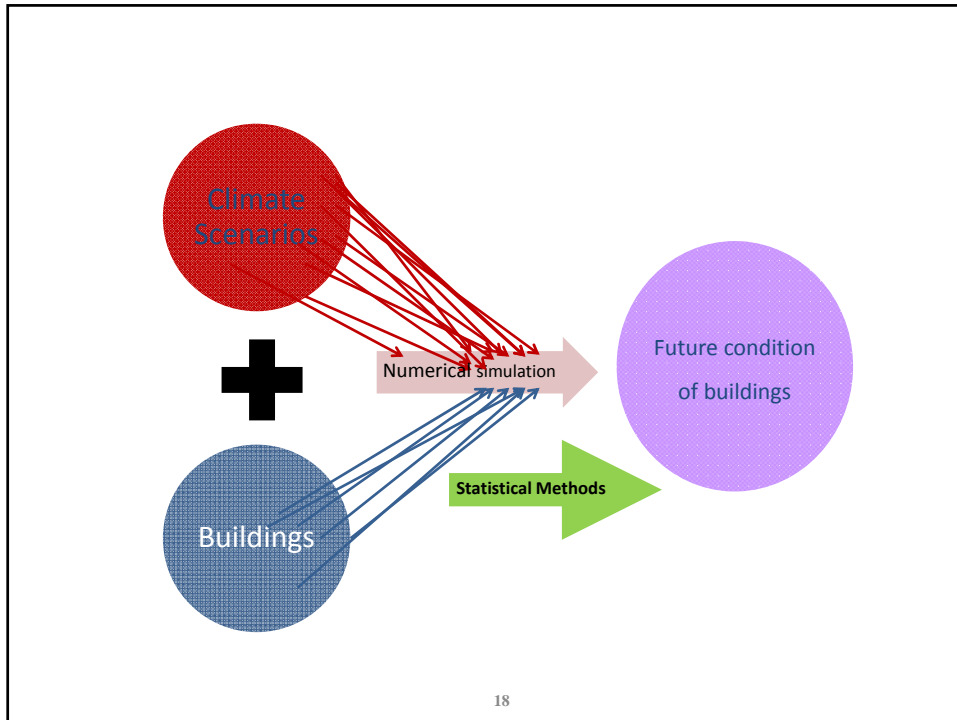 Climate
Scenarios
Numerical simulation
Future condition
of buildings
Statistical Methods
Buildings
18